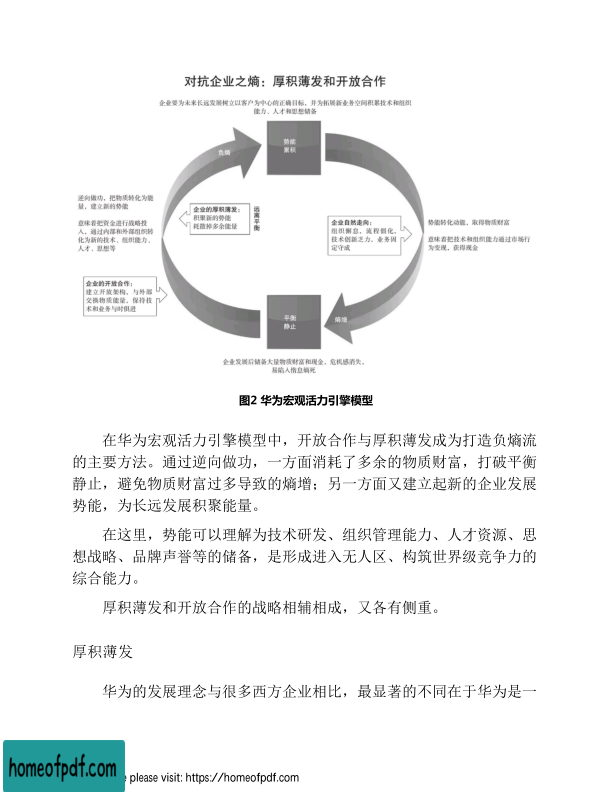 对抗企业之熵：厚积薄发和开放合作
企业要为未来长远发展树立以客户为中心的正确目标，并为拓展新业务空间积累技术和组织
能力、人才和思想储备
势能
累积
负熵
逆向做功，把物质转化为能
量，建立新的势能
意味着把资金进行战略投
入，通过内部和外部组织转
化为新的技术、组织能力、
人才、思想等
企业的厚积薄发：
积聚新的势能
耗散掉多余能量
远
离
平
衡
企业自然走向：
组织懈怠，流程僵化，
技术创新乏力，业务固
定守成
势能转化动能，取得物质财富
意味着把技术和组织能力通过市场行
为变现，获得现金
企业的开放合作：
建立开放架构，与外部
交换物质能量，保持技
术和业务与时俱进
平衡
静止
熵增
企业发展后储备大量物质财富和现金，危机感消失，
易陷入惰怠熵死
图2 华为宏观活力引擎模型
在华为宏观活力引擎模型中，开放合作与厚积薄发成为打造负熵流
的主要方法。通过逆向做功，一方面消耗了多余的物质财富，打破平衡
静止，避免物质财富过多导致的熵增；另一方面又建立起新的企业发展
势能，为长远发展积聚能量。
在这里，势能可以理解为技术研发、组织管理能力、人才资源、思
想战略、品牌声誉等的储备，是形成进入无人区、构筑世界级竞争力的
综合能力。
厚积薄发和开放合作的战略相辅相成，又各有侧重。
厚积薄发
华为的发展理念与很多西方企业相比，最显著的不同在于华为是一
homeofpdf.com
e please visit: https://homeofpdf.com